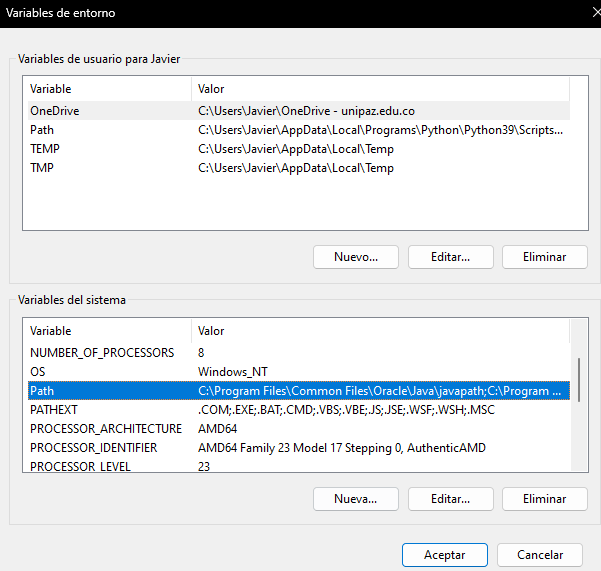 Variables de entorno
Variables de usuario para Javier
Variable Valor
OneDrive C:\Users\Javier\OneDrive - unipaz.edu.co
Path C:\Users\Javier\AppData\Local\Programs\Python\Python39\Scripts...
TEMP C:\Users\Javier\AppData\Local\Temp
TMP C:\Users\Javier\AppData\Local\Temp
Nuevo... Editar... Eliminar
Variables del sistema
Variable Valor
NUMBER_OF_PROCESSORS 8
OS Windows_NT
Path C:\Program Files\Common Files\Oracle\Java\javapath;C:\Program ...
PATHEXT .COM;.EXE;.BAT;.CMD;.VBS;.VBE;.JS;.JSE;.WSF;.WSH;.MSC
PROCESSOR_ARCHITECTURE AMD64
PROCESSOR_IDENTIFIER AMD64 Family 23 Model 17 Stepping 0, AuthenticAMD
PROCESSOR_LEVEL 23
Nueva... Editar... Eliminar
Aceptar Cancelar